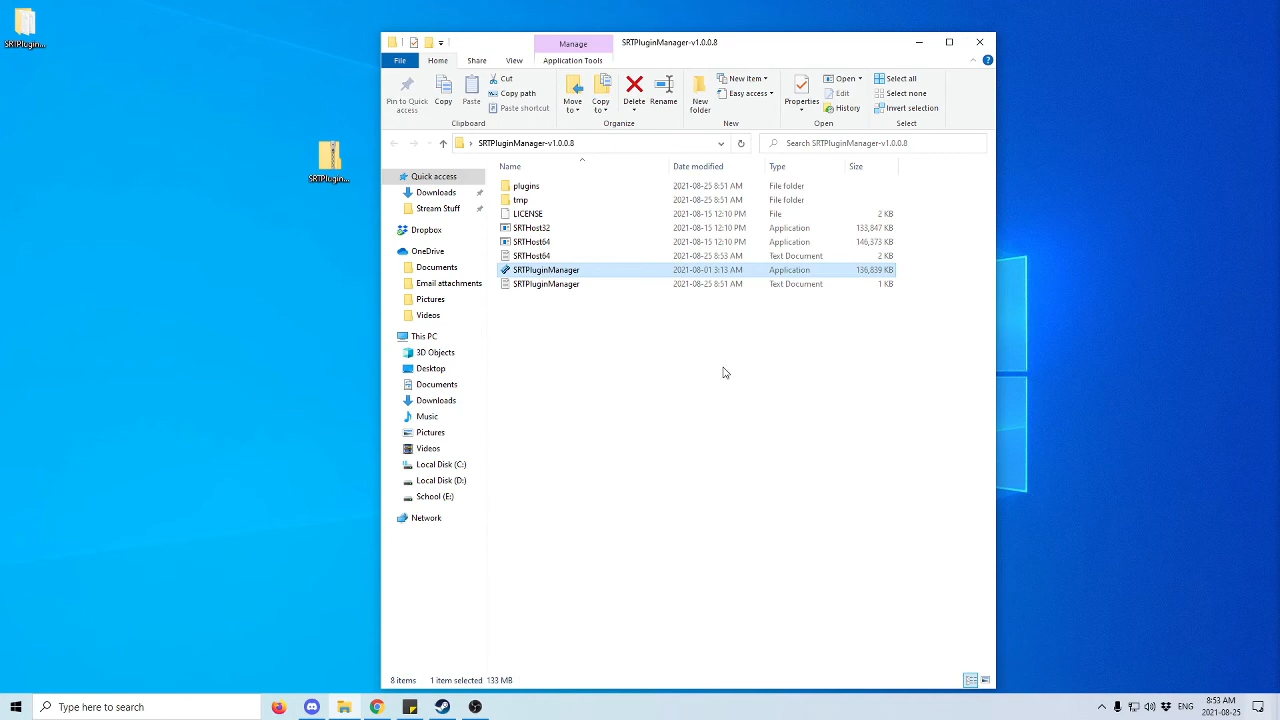 SRTPlugin...
SRTPlugin...
Manage
SRTPluginManager-v1.0.0.8
File
Home
Share
View
Application Tools
Pin to Quick access
Copy
Paste
Cut
Copy path
Paste shortcut
Clipboard
Move to
Copy to
Delete
Rename
Organize
New folder
New item
Easy access
New
Properties
Open
Edit
History
Open
Select all
Select none
Invert selection
Select
SRTPluginManager-v1.0.0.8
Search SRTPluginManager-v1.0.0.8
Quick access
Downloads
Stream Stuff
Dropbox
OneDrive
Documents
Email attachments
Pictures
Videos
This PC
3D Objects
Desktop
Documents
Downloads
Music
Pictures
Videos
Local Disk (C:)
Local Disk (D:)
School (E:)
Network
Name Date modified Type Size
plugins 2021-08-25 8:51 AM File folder
tmp 2021-08-25 8:51 AM File folder
LICENSE 2021-08-15 12:10 PM File 2 KB
SRTHost32 2021-08-15 12:10 PM Application 133,847 KB
SRTHost64 2021-08-15 12:10 PM Application 146,373 KB
SRTHost64 2021-08-25 8:53 AM Text Document 2 KB
SRTPluginManager 2021-08-01 3:13 AM Application 136,839 KB
SRTPluginManager 2021-08-25 8:51 AM Text Document 1 KB
8 items 1 item selected 133 MB
Type here to search
ENG
8:53 AM
2021-08-25